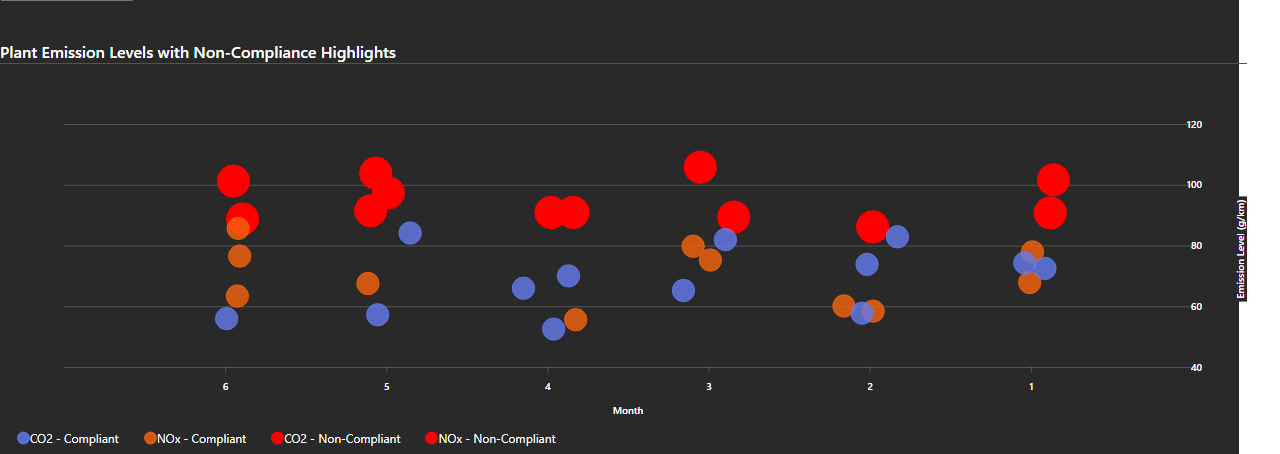 Plant Emission Levels with Non-Compliance Highlights
120
100
80
60
40
Emission Level (g/km)
6 5 4 3 2 1
Month
CO2 - Compliant NOx - Compliant CO2 - Non-Compliant NOx - Non-Compliant